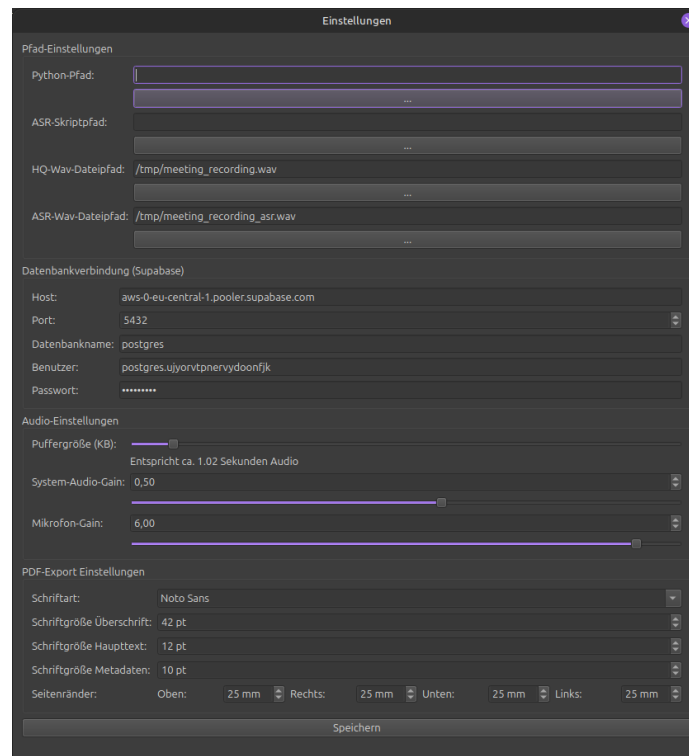 Einstellungen
Pfad-Einstellungen
Python-Pfad:
...
ASR-Skriptpfad:
...
HQ-Wav-Dateipfad: /tmp/meeting_recording.wav
...
ASR-Wav-Dateipfad: /tmp/meeting_recording_asr.wav
...
Datenbankverbindung (Supabase)
Host: aws-0-eu-central-1.pooler.supabase.com
Port: 5432
Datenbankname: postgres
Benutzer: postgres.ujyorvtpnervydoonfjk
Passwort: •••••••••
Audio-Einstellungen
Puffergröße (KB):
Entspricht ca. 1.02 Sekunden Audio
System-Audio-Gain: 0,50
Mikrofon-Gain: 6,00
PDF-Export Einstellungen
Schriftart: Noto Sans
Schriftgröße Überschrift: 42 pt
Schriftgröße Haupttext: 12 pt
Schriftgröße Metadaten: 10 pt
Seitenränder: Oben: 25 mm Rechts: 25 mm Unten: 25 mm Links: 25 mm
Speichern